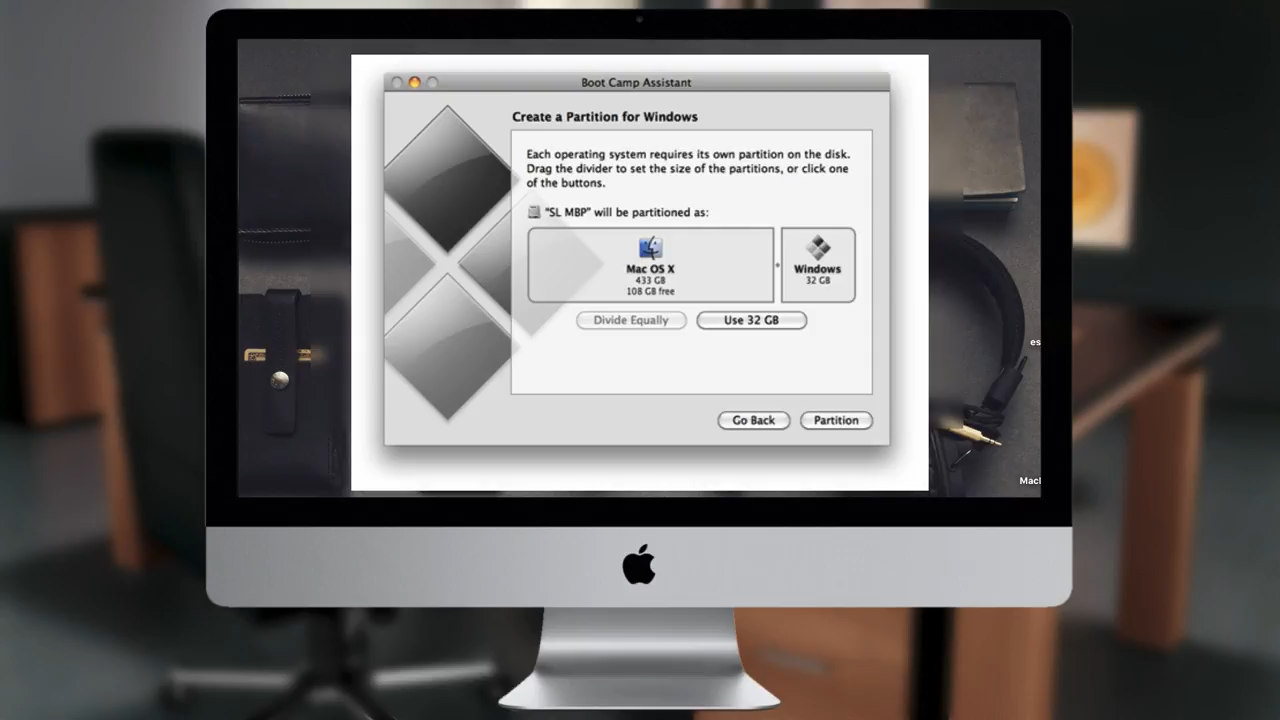 Boot Camp Assistant
Create a Partition for Windows
Each operating system requires its own partition on the disk.
Drag the divider to set the size of the partitions, or click one
of the buttons.
"SL MBP" will be partitioned as:
Mac OS X
433 GB
108 GB free
Windows
32 GB
Divide Equally
Use 32 GB
es
Go Back
Partition
Mac